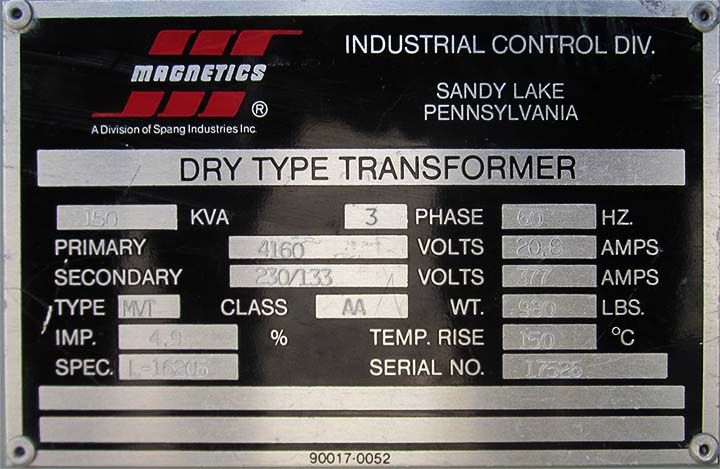 MAGNETICS
®
A Division of Spang Industries Inc.
INDUSTRIAL CONTROL DIV.
SANDY LAKE
PENNSYLVANIA
DRY TYPE TRANSFORMER
150 KVA 3 PHASE 60 HZ.
PRIMARY 4160 VOLTS 20.8 AMPS
SECONDARY 230/133 VOLTS 377 AMPS
TYPE MVT CLASS AA WT. 980 LBS.
IMP. 4.9 % TEMP. RISE 150 °C
SPEC. L-16205 SERIAL NO. 17526
90017-0052